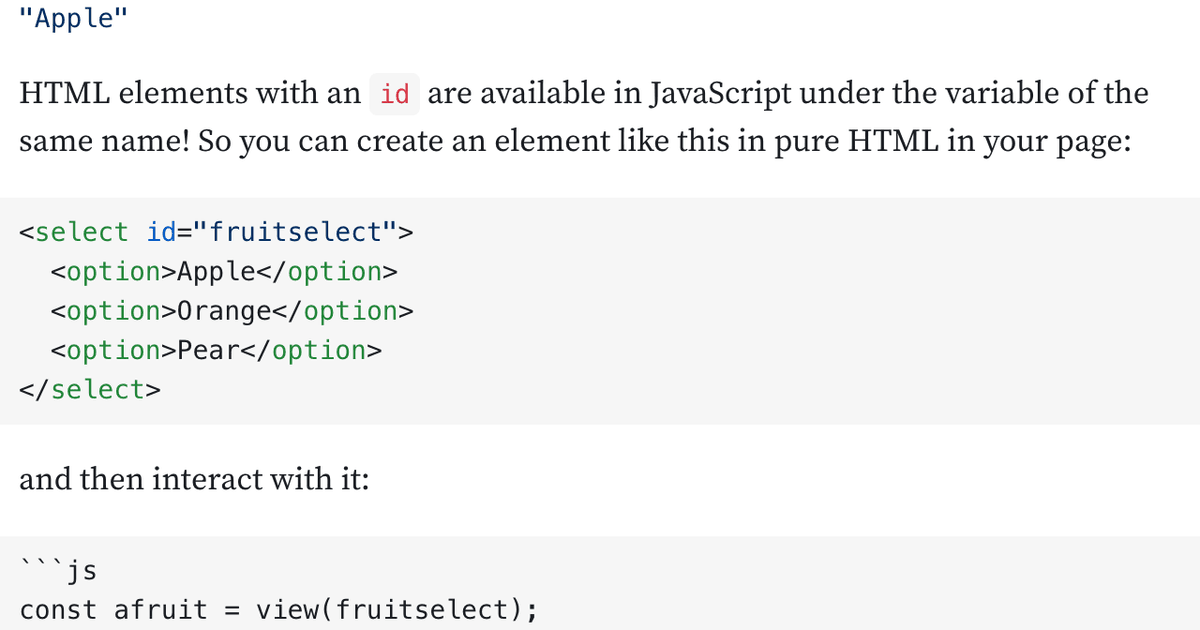 "Apple"
HTML elements with an id are available in JavaScript under the variable of the
same name! So you can create an element like this in pure HTML in your page:
<select id="fruitselect">
  <option>Apple</option>
  <option>Orange</option>
  <option>Pear</option>
</select>
and then interact with it:
```js
const afruit = view(fruitselect);